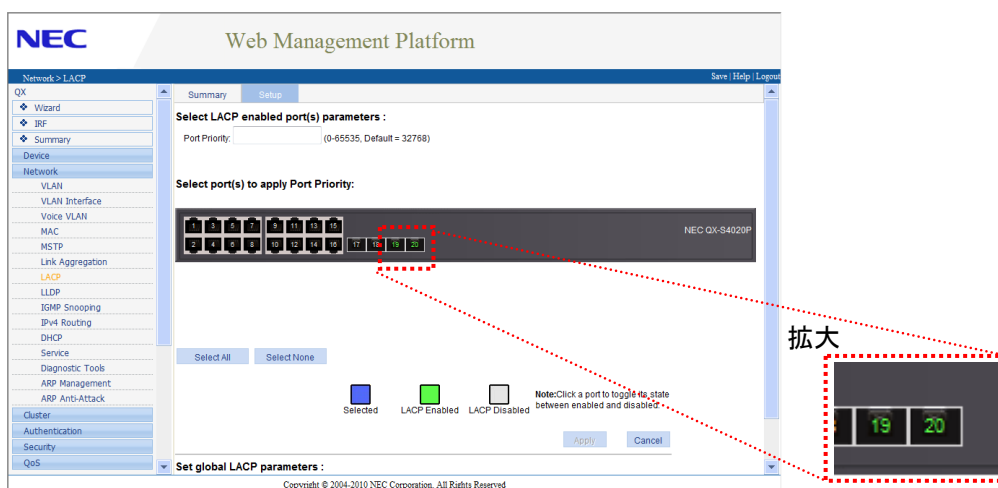 NEC
Web Management Platform
Network > LACP
Save | Help | Logout
QX
Wizard
IRF
Summary
Device
Network
VLAN
VLAN Interface
Voice VLAN
MAC
MSTP
Link Aggregation
LACP
LLDP
IGMP Snooping
IPv4 Routing
DHCP
Service
Diagnostic Tools
ARP Management
ARP Anti-Attack
Cluster
Authentication
Security
QoS
Summary Setup
Select LACP enabled port(s) parameters :
Port Priority: (0-65535, Default = 32768)
Select port(s) to apply Port Priority:
1 3 5 7 9 11 13 15
2 4 6 8 10 12 14 16 17 18 19 20
NEC QX-S4020P
Select All Select None
Selected LACP Enabled LACP Disabled
Note:Click a port to toggle its state
between enabled and disabled.
Apply Cancel
Set global LACP parameters :
Copyright © 2004-2010 NEC Corporation. All Rights Reserved
拡大
19 20